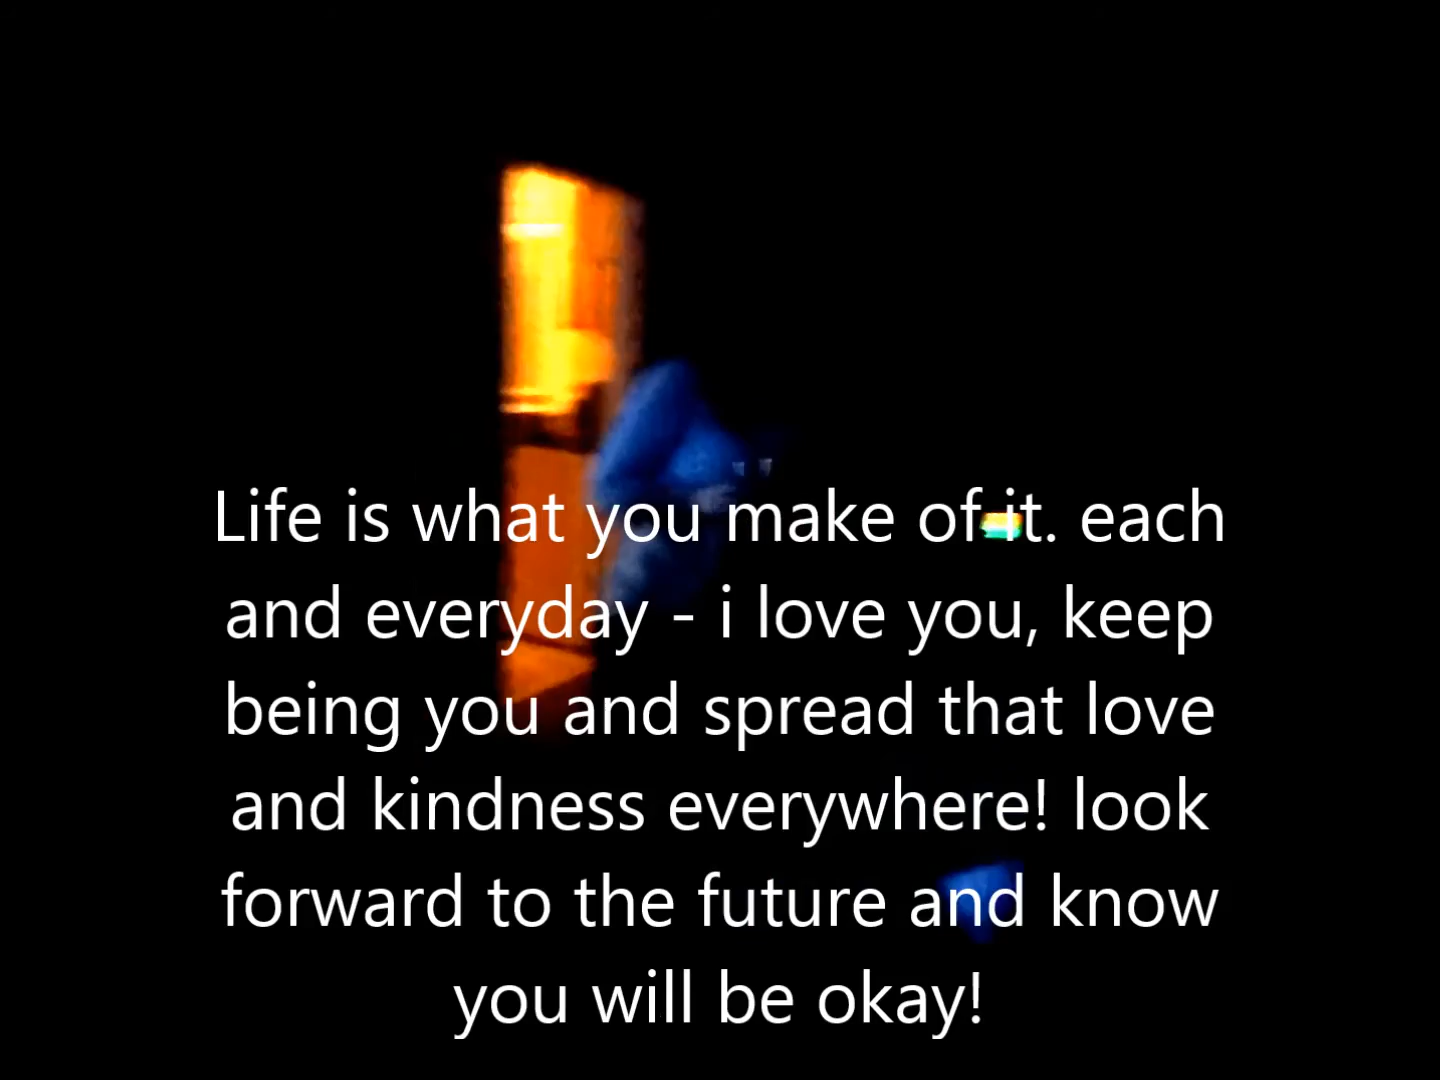 Life is what you make of it. each
and everyday - i love you, keep
being you and spread that love
and kindness everywhere! look
forward to the future and know
you will be okay!